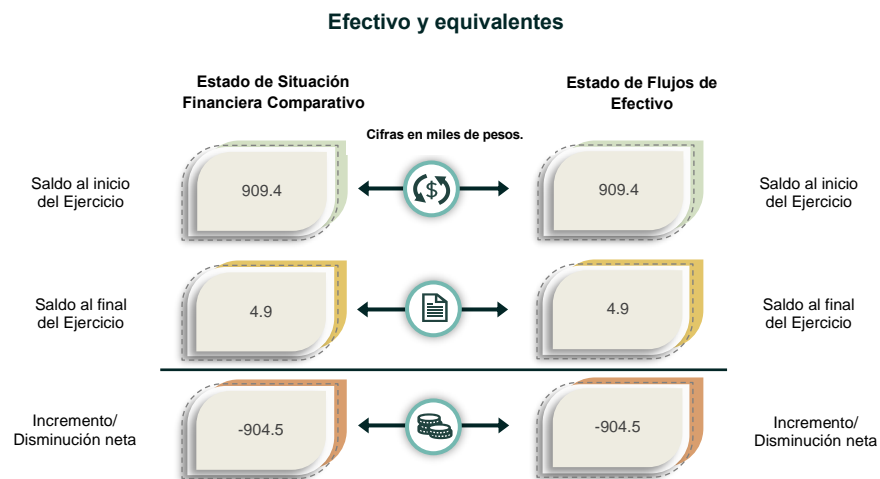 Efectivo y equivalentes
Estado de Situación
Financiera Comparativo
Estado de Flujos de
Efectivo
Cifras en miles de pesos.
Saldo al inicio
del Ejercicio
909.4
$
909.4
Saldo al inicio
del Ejercicio
Saldo al final
del Ejercicio
4.9
4.9
Saldo al final
del Ejercicio
Incremento/
Disminución neta
-904.5
-904.5
Incremento/
Disminución neta